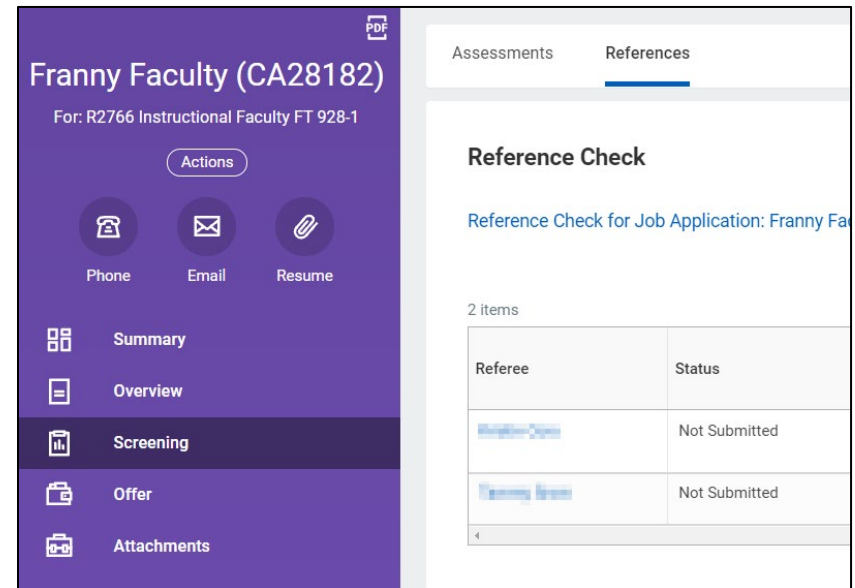 PDF
Franny Faculty (CA28182)
For: R2766 Instructional Faculty FT 928-1
Actions
Phone Email Resume
Summary
Overview
Screening
Offer
Attachments
Assessments References
Reference Check
Reference Check for Job Application: Franny
2 items
Referee Status
Not Submitted
Not Submitted